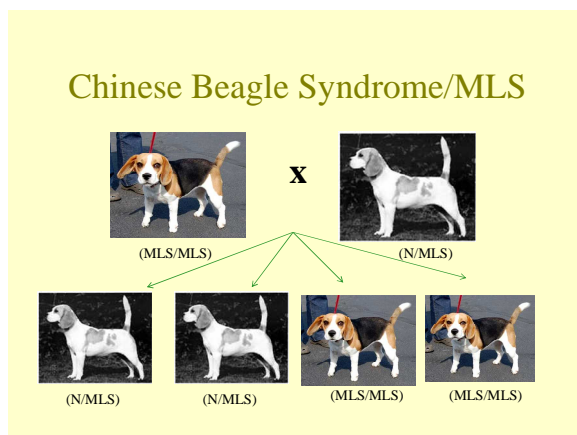 Chinese Beagle Syndrome/MLS
x
(MLS/MLS)
(N/MLS)
(N/MLS)
(N/MLS)
(MLS/MLS)
(MLS/MLS)